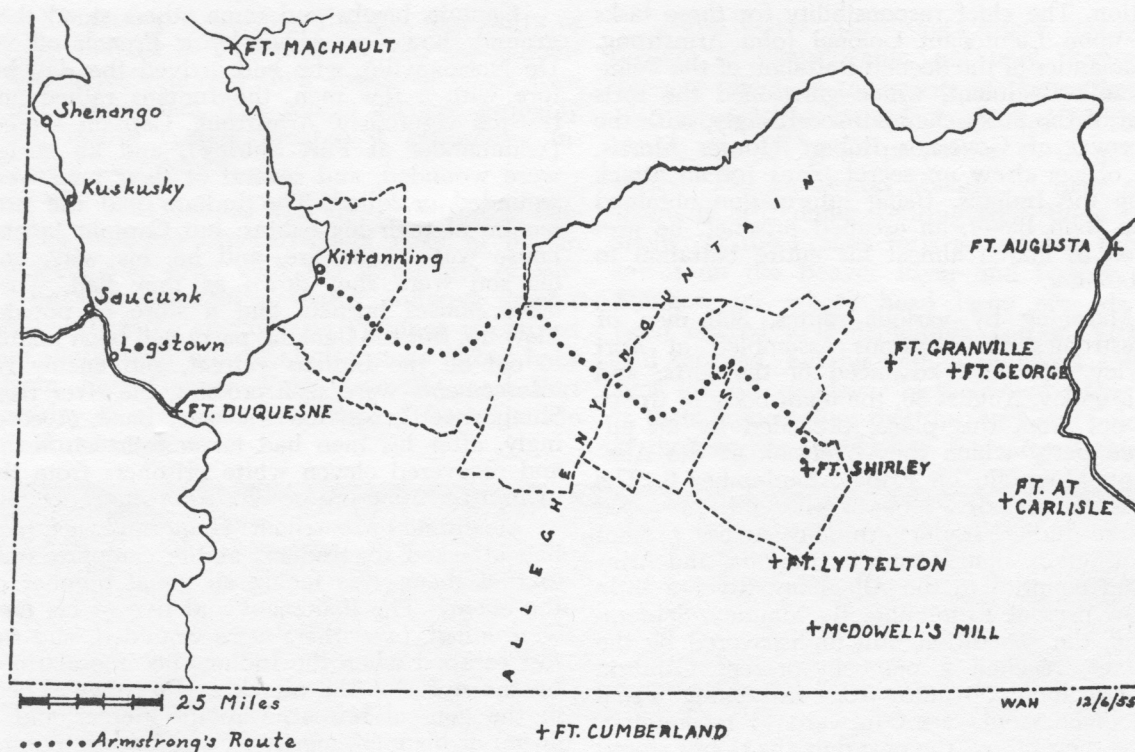 FT. MACHAULT
Shenango
Kuskusky
Kittanning
Saucunk
Logstown
FT. DUQUESNE
ALLEGHENY MOUNTAIN
FT. AUGUSTA
FT. GRANVILLE
FT. GEORGE
FT. SHIRLEY
FT. AT
CARLISLE
FT. LYTTELTON
McDOWELL'S MILL
25 Miles
WAH 12/6/55
Armstrong's Route
FT. CUMBERLAND